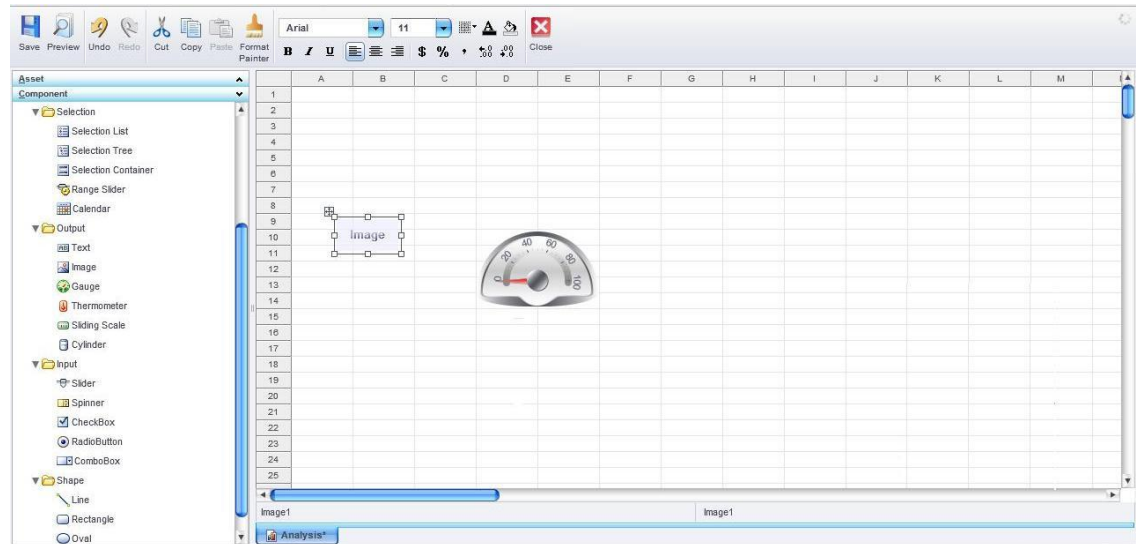 Save Preview Undo Redo Cut Copy Paste Format Painter
Arial 11
B I U $ % , .00 .00
Close
Asset
Component
Selection
Selection List
Selection Tree
Selection Container
Range Slider
Calendar
Output
Text
Image
Gauge
Thermometer
Sliding Scale
Cylinder
Input
Slider
Spinner
CheckBox
RadioButton
ComboBox
Shape
Line
Rectangle
Oval
A B C D E F G H I J K L M
1
2
3
4
5
6
7
8
9
10
11
12
13
14
15
16
17
18
19
20
21
22
23
24
25
Image
0 20 40 60 80 100
Image1 Image1
Analysis*